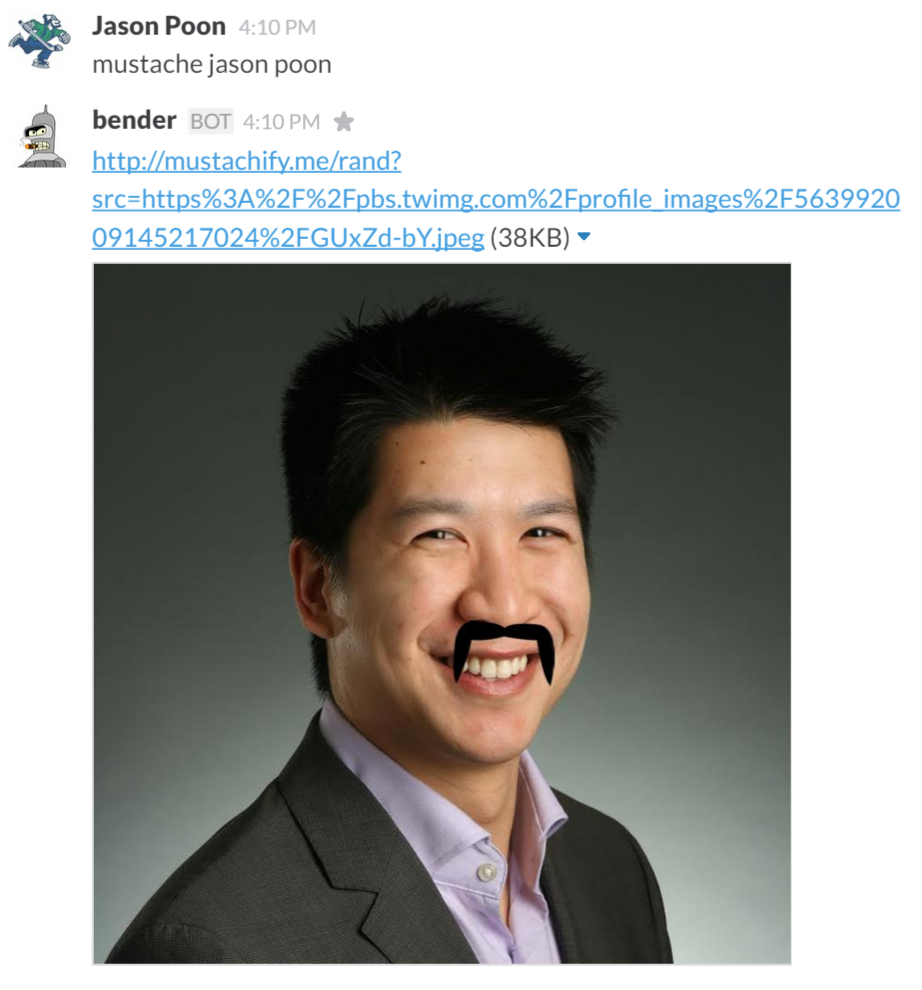 Jason Poon 4:10 PM
mustache jason poon
bender BOT 4:10 PM
http://mustachify.me/rand?
src=https%3A%2F%2Fpbs.twimg.com%2Fprofile_images%2F5639920
09145217024%2FGUxZd-bY.jpeg (38KB)